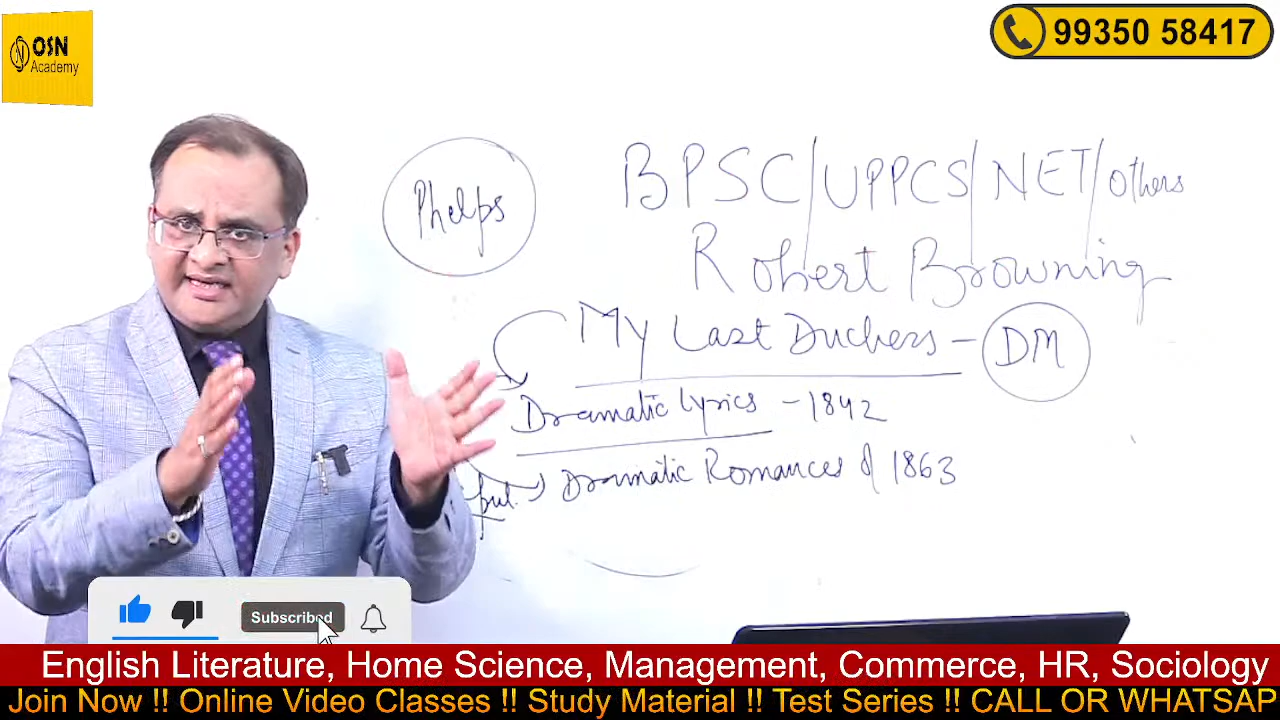 OSN
Academy
99350 58417
Phelps
BPSC/UPPCS/NET/others
Robert Browning
My Last Duchess - DM
Dramatic Lyrics - 1842
put. Dramatic Romances of 1863
Subscribed
English Literature, Home Science, Management, Commerce, HR, Sociology
Join Now !! Online Video Classes !! Study Material !! Test Series !! CALL OR WHATSAP